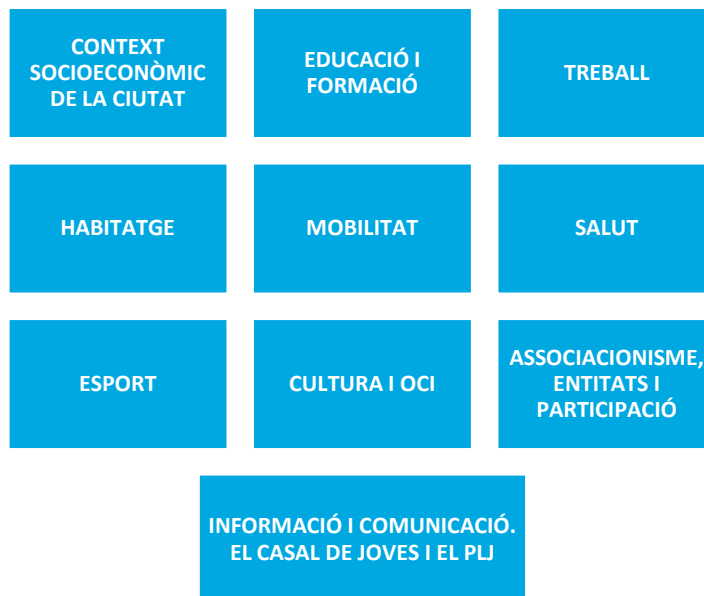 CONTEXT
SOCIOECONÒMIC
DE LA CIUTAT
EDUCACIÓ I
FORMACIÓ
TREBALL
HABITATGE
MOBILITAT
SALUT
ESPORT
CULTURA I OCI
ASSOCIACIONISME,
ENTITATS I
PARTICIPACIÓ
INFORMACIÓ I COMUNICACIÓ.
EL CASAL DE JOVES I EL PLJ